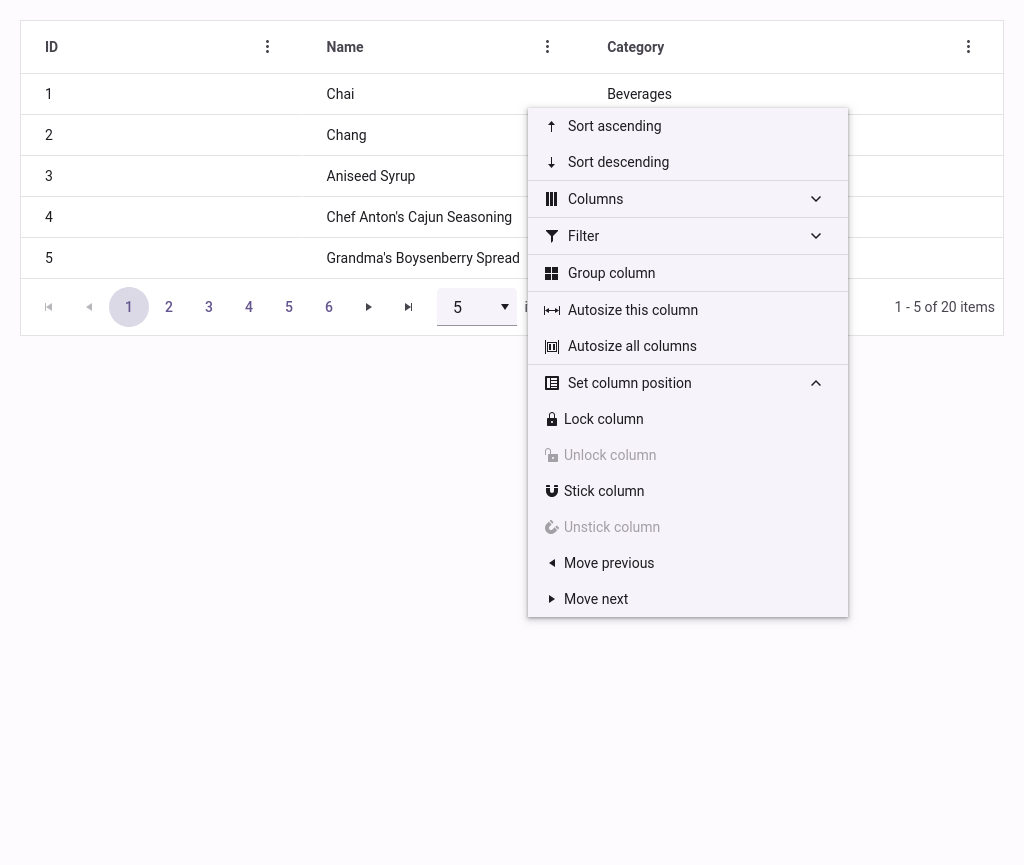 ID Name Category
1 Chai Beverages
2 Chang
3 Aniseed Syrup
4 Chef Anton's Cajun Seasoning
5 Grandma's Boysenberry Spread
1 2 3 4 5 6 5 1 - 5 of 20 items
Sort ascending
Sort descending
Columns
Filter
Group column
Autosize this column
Autosize all columns
Set column position
Lock column
Unlock column
Stick column
Unstick column
Move previous
Move next